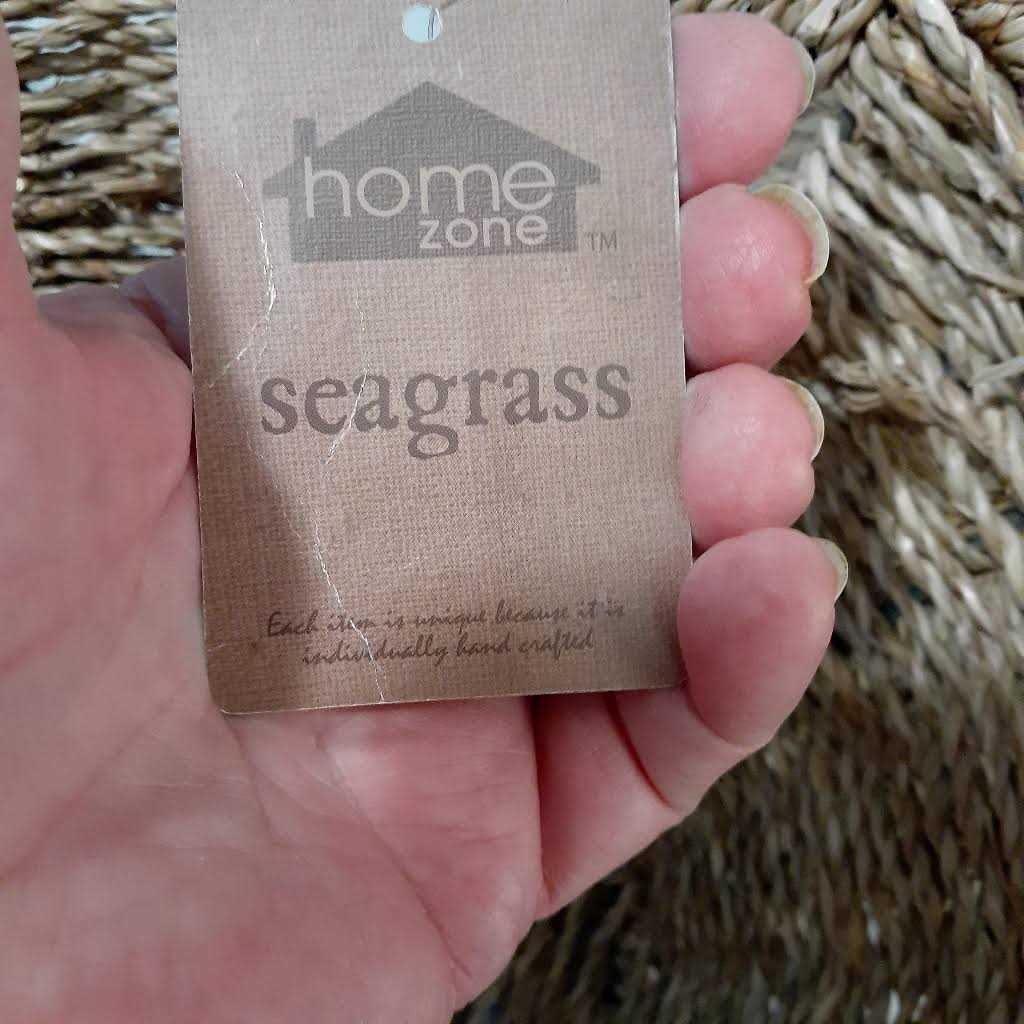 home
zone TM
seagrass
Each item is unique because it is
individually hand crafted